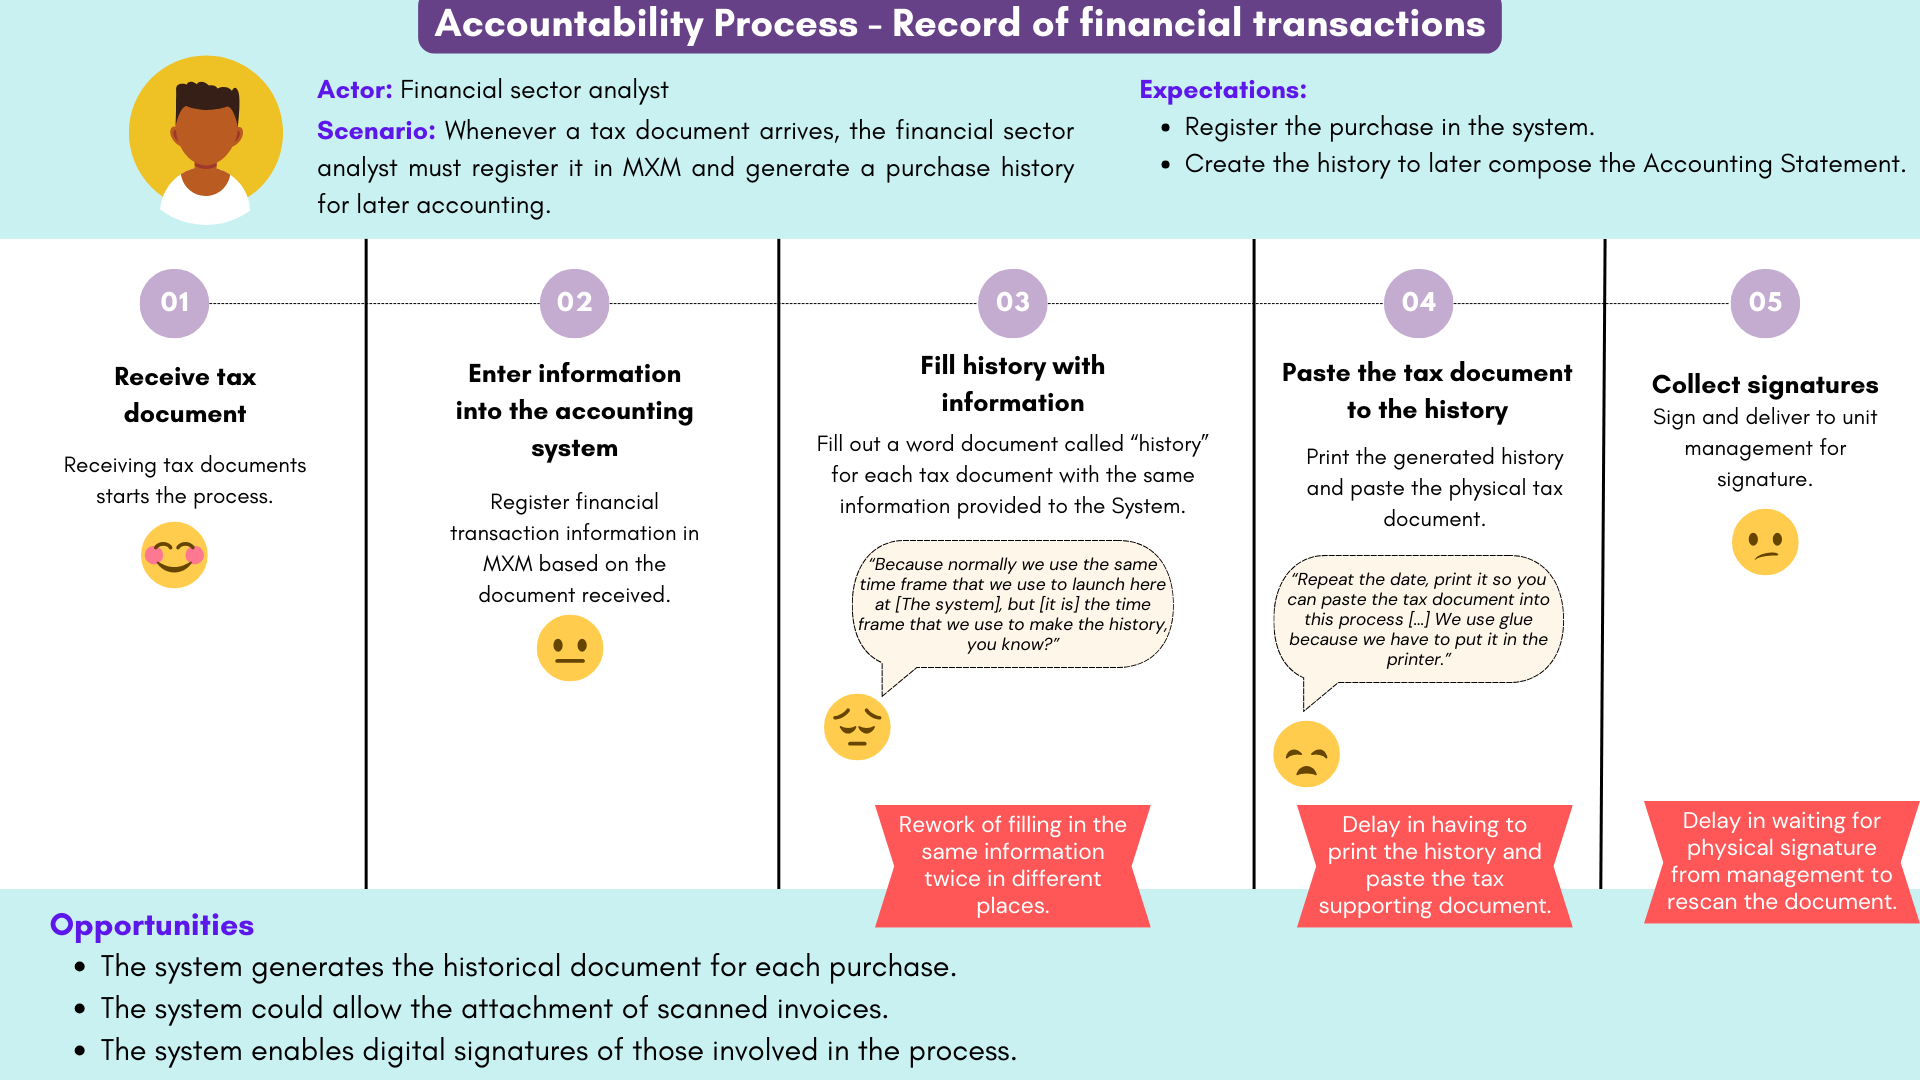 Accountability Process - Record of financial transactions
Actor: Financial sector analyst
Scenario: Whenever a tax document arrives, the financial sector
analyst must register it in MXM and generate a purchase history
for later accounting.
Expectations:
• Register the purchase in the system.
• Create the history to later compose the Accounting Statement.
01
Receive tax
document
Receiving tax documents
starts the process.
02
Enter information
into the accounting
system
Register financial
transaction information in
MXM based on the
document received.
03
Fill history with
information
Fill out a word document called “history”
for each tax document with the same
information provided to the System.
“Because normally we use the same
time frame that we use to launch here
at [The system], but [it is] the time
frame that we use to make the history,
you know?”
Rework of filling in the
same information
twice in different
places.
04
Paste the tax document
to the history
Print the generated history
and paste the physical tax
document.
“Repeat the date, print it so you
can paste the tax document into
this process [...] We use glue
because we have to put it in the
printer.”
Delay in having to
print the history and
paste the tax
supporting document.
05
Collect signatures
Sign and deliver to unit
management for
signature.
Delay in waiting for
physical signature
from management to
rescan the document.
Opportunities
• The system generates the historical document for each purchase.
• The system could allow the attachment of scanned invoices.
• The system enables digital signatures of those involved in the process.